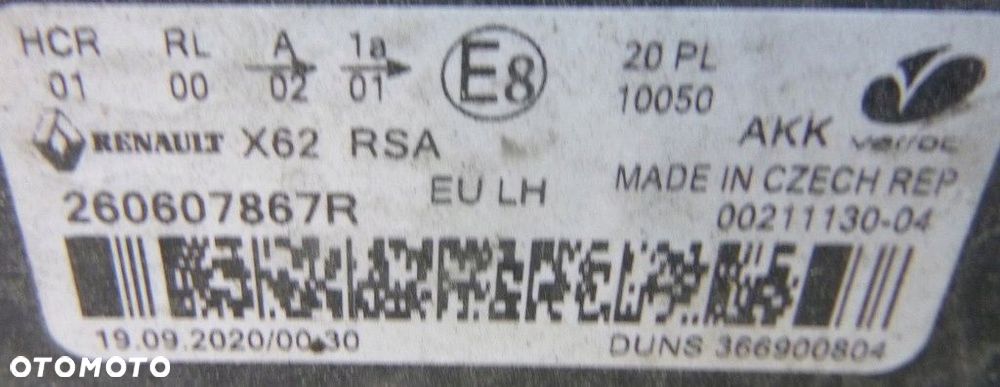 HCR RL A 1a
01 00 02 01
E8
20 PL
10050
RENAULT X62 RSA
AKK varroc
260607867R
EU LH
MADE IN CZECH REP
00211130-04
19.09.2020/00:30
DUNS 366900804
OTOMOTO